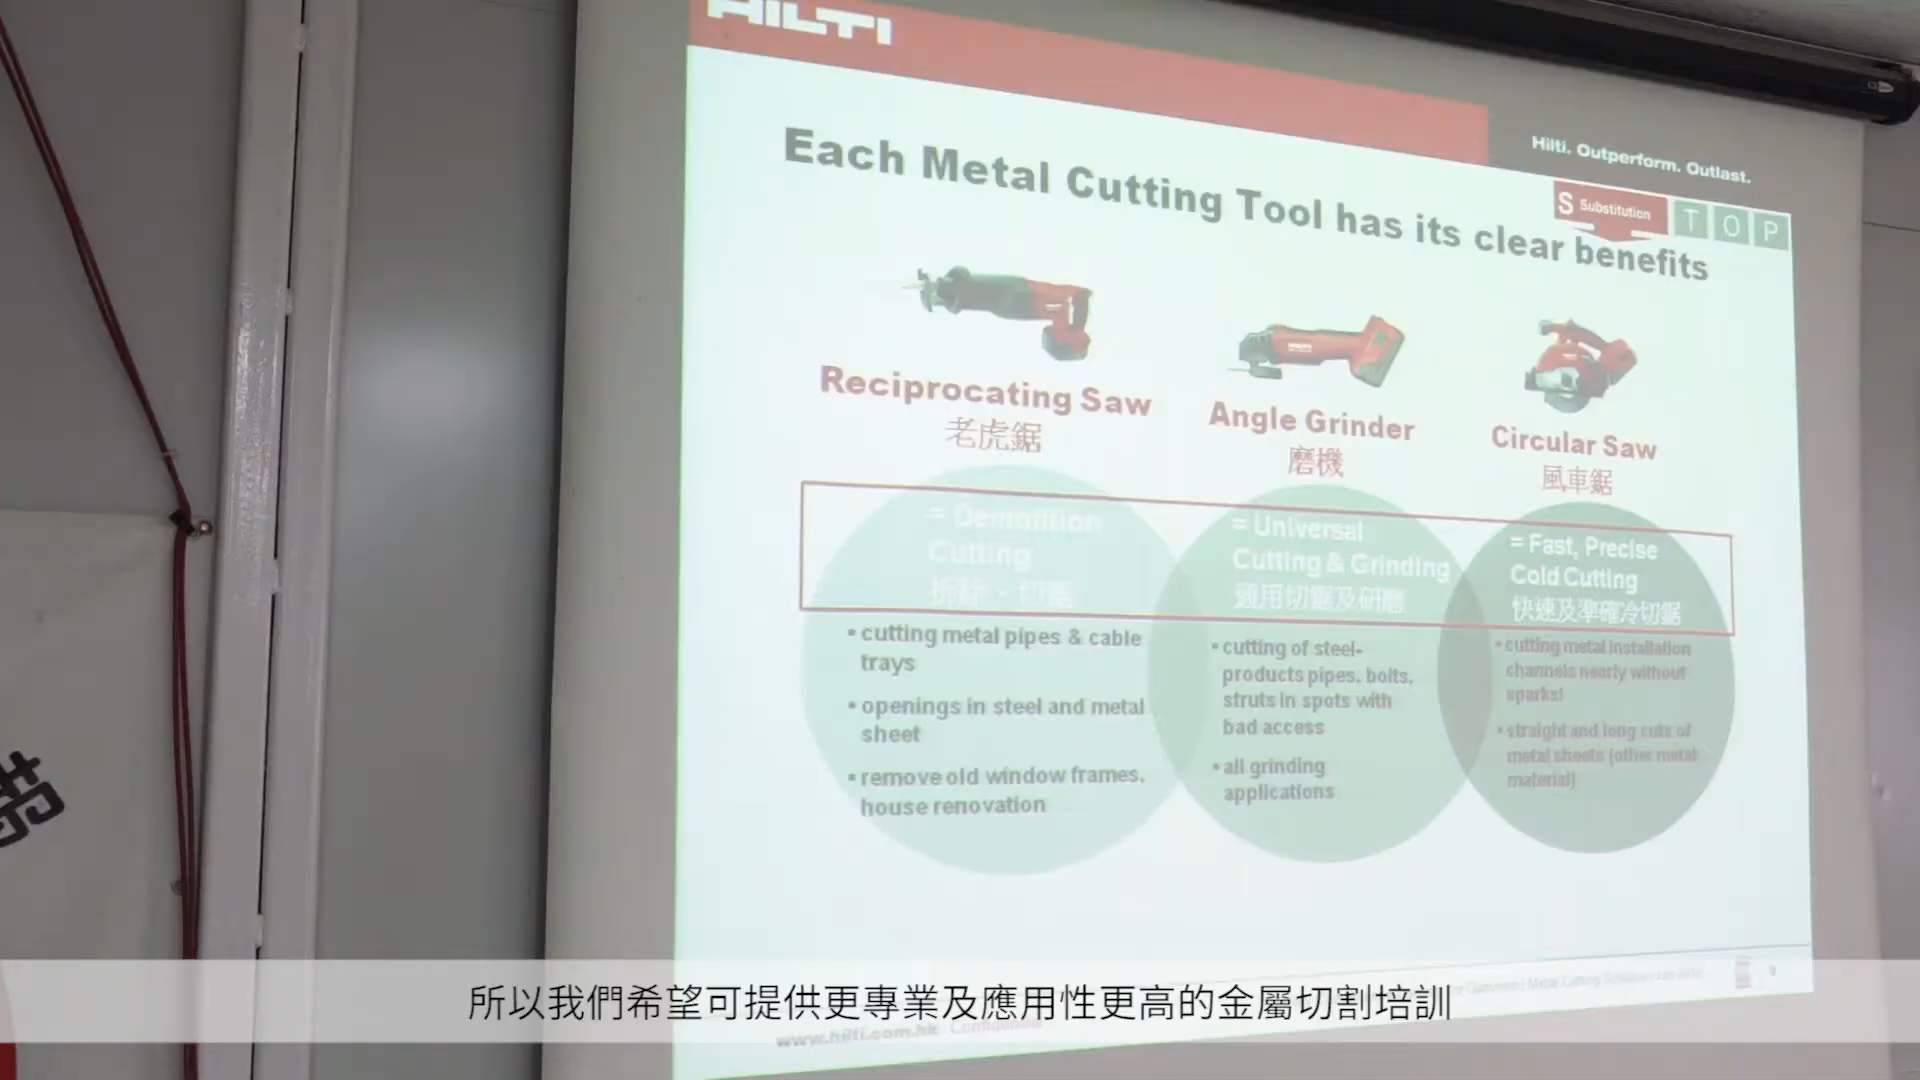 HILTI
Hilti. Outperform. Outlast.
S Substitution T O P
Each Metal Cutting Tool has its clear benefits
Reciprocating Saw
老虎鋸
= Demolition
Cutting
• cutting metal pipes & cable
trays
• openings in steel and metal
sheet
• remove old window frames,
house renovation
Angle Grinder
磨機
= Universal
Cutting & Grinding
通用切鋸及研磨
• cutting of steel-
products pipes, bolts,
struts in spots with
bad access
• all grinding
applications
Circular Saw
風車鋸
= Fast, Precise
Cold Cutting
快速及準確冷切鋸
• cutting metal installation
channels nearly without
sparks!
• straight and long cuts of
metal sheets (other metal
material)
www.hilti.com.hk
所以我們希望可提供更專業及應用性更高的金屬切割培訓